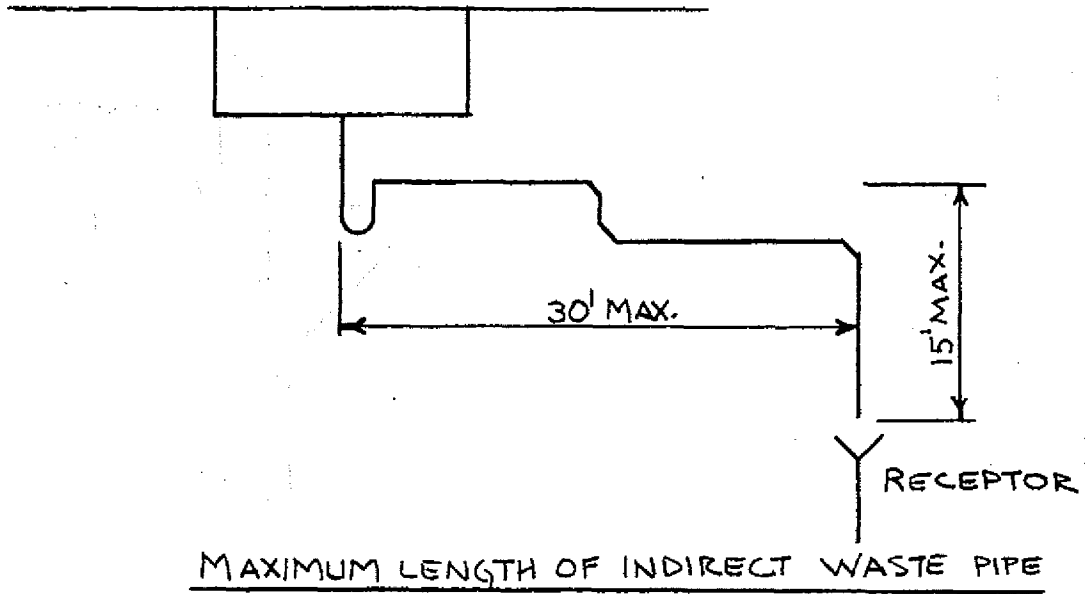 30' MAX.
15' MAX.
RECEPTOR
MAXIMUM LENGTH OF INDIRECT WASTE PIPE